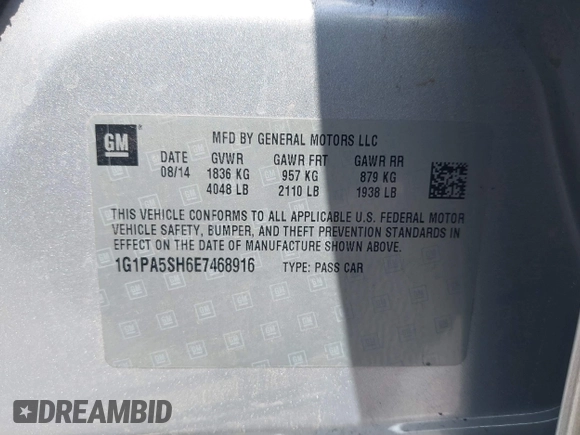 GM
MFD BY GENERAL MOTORS LLC
DATE GVWR GAWR FRT GAWR RR
08/14 1836 KG 957 KG 879 KG
4048 LB 2110 LB 1938 LB
THIS VEHICLE CONFORMS TO ALL APPLICABLE U.S. FEDERAL MOTOR
VEHICLE SAFETY, BUMPER, AND THEFT PREVENTION STANDARDS IN
EFFECT ON THE DATE OF MANUFACTURE SHOWN ABOVE.
1G1PA5SH6E7468916 TYPE: PASS CAR
DREAMBID